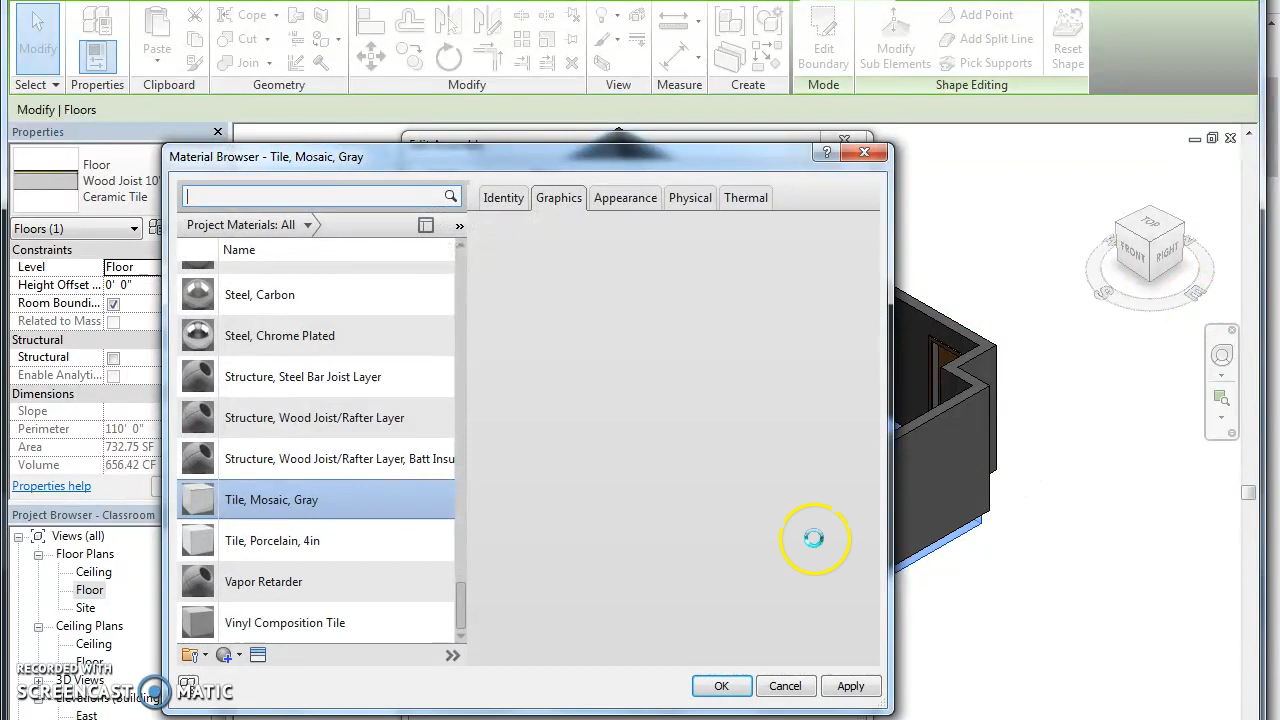 Modify
Cope
Cut
Join
Paste
Edit
Boundary
Modify
Sub Elements
Add Point
Add Split Line
Pick Supports
Reset
Shape
Select
Properties
Clipboard
Geometry
Modify
View
Measure
Create
Mode
Shape Editing
Modify | Floors
Properties
Floor
Wood Joist 10"
Ceramic Tile
Floors (1)
Constraints
Level Floor
Height Offset ... 0' 0"
Room Boundi...
Related to Mass
Structural
Structural
Enable Analyti...
Dimensions
Slope
Perimeter 110' 0"
Area 732.75 SF
Volume 656.42 CF
Properties help
Project Browser - Classroom
Views (all)
Floor Plans
Ceiling
Floor
Site
Ceiling Plans
Ceiling
3D Views
East
Material Browser - Tile, Mosaic, Gray
Project Materials: All
Name
Steel, Carbon
Steel, Chrome Plated
Structure, Steel Bar Joist Layer
Structure, Wood Joist/Rafter Layer
Structure, Wood Joist/Rafter Layer, Batt Insu
Tile, Mosaic, Gray
Tile, Porcelain, 4in
Vapor Retarder
Vinyl Composition Tile
Identity Graphics Appearance Physical Thermal
OK Cancel Apply
TOP
FRONT RIGHT
RECORDED WITH
SCREENCAST MATIC